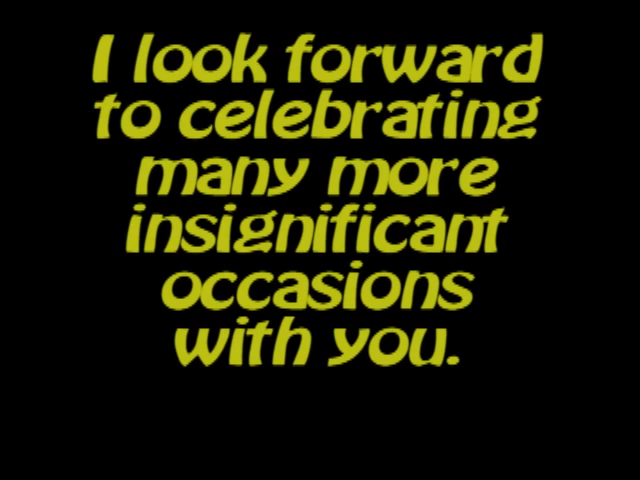 I look forward
to celebrating
many more
insignificant
occasions
with you.